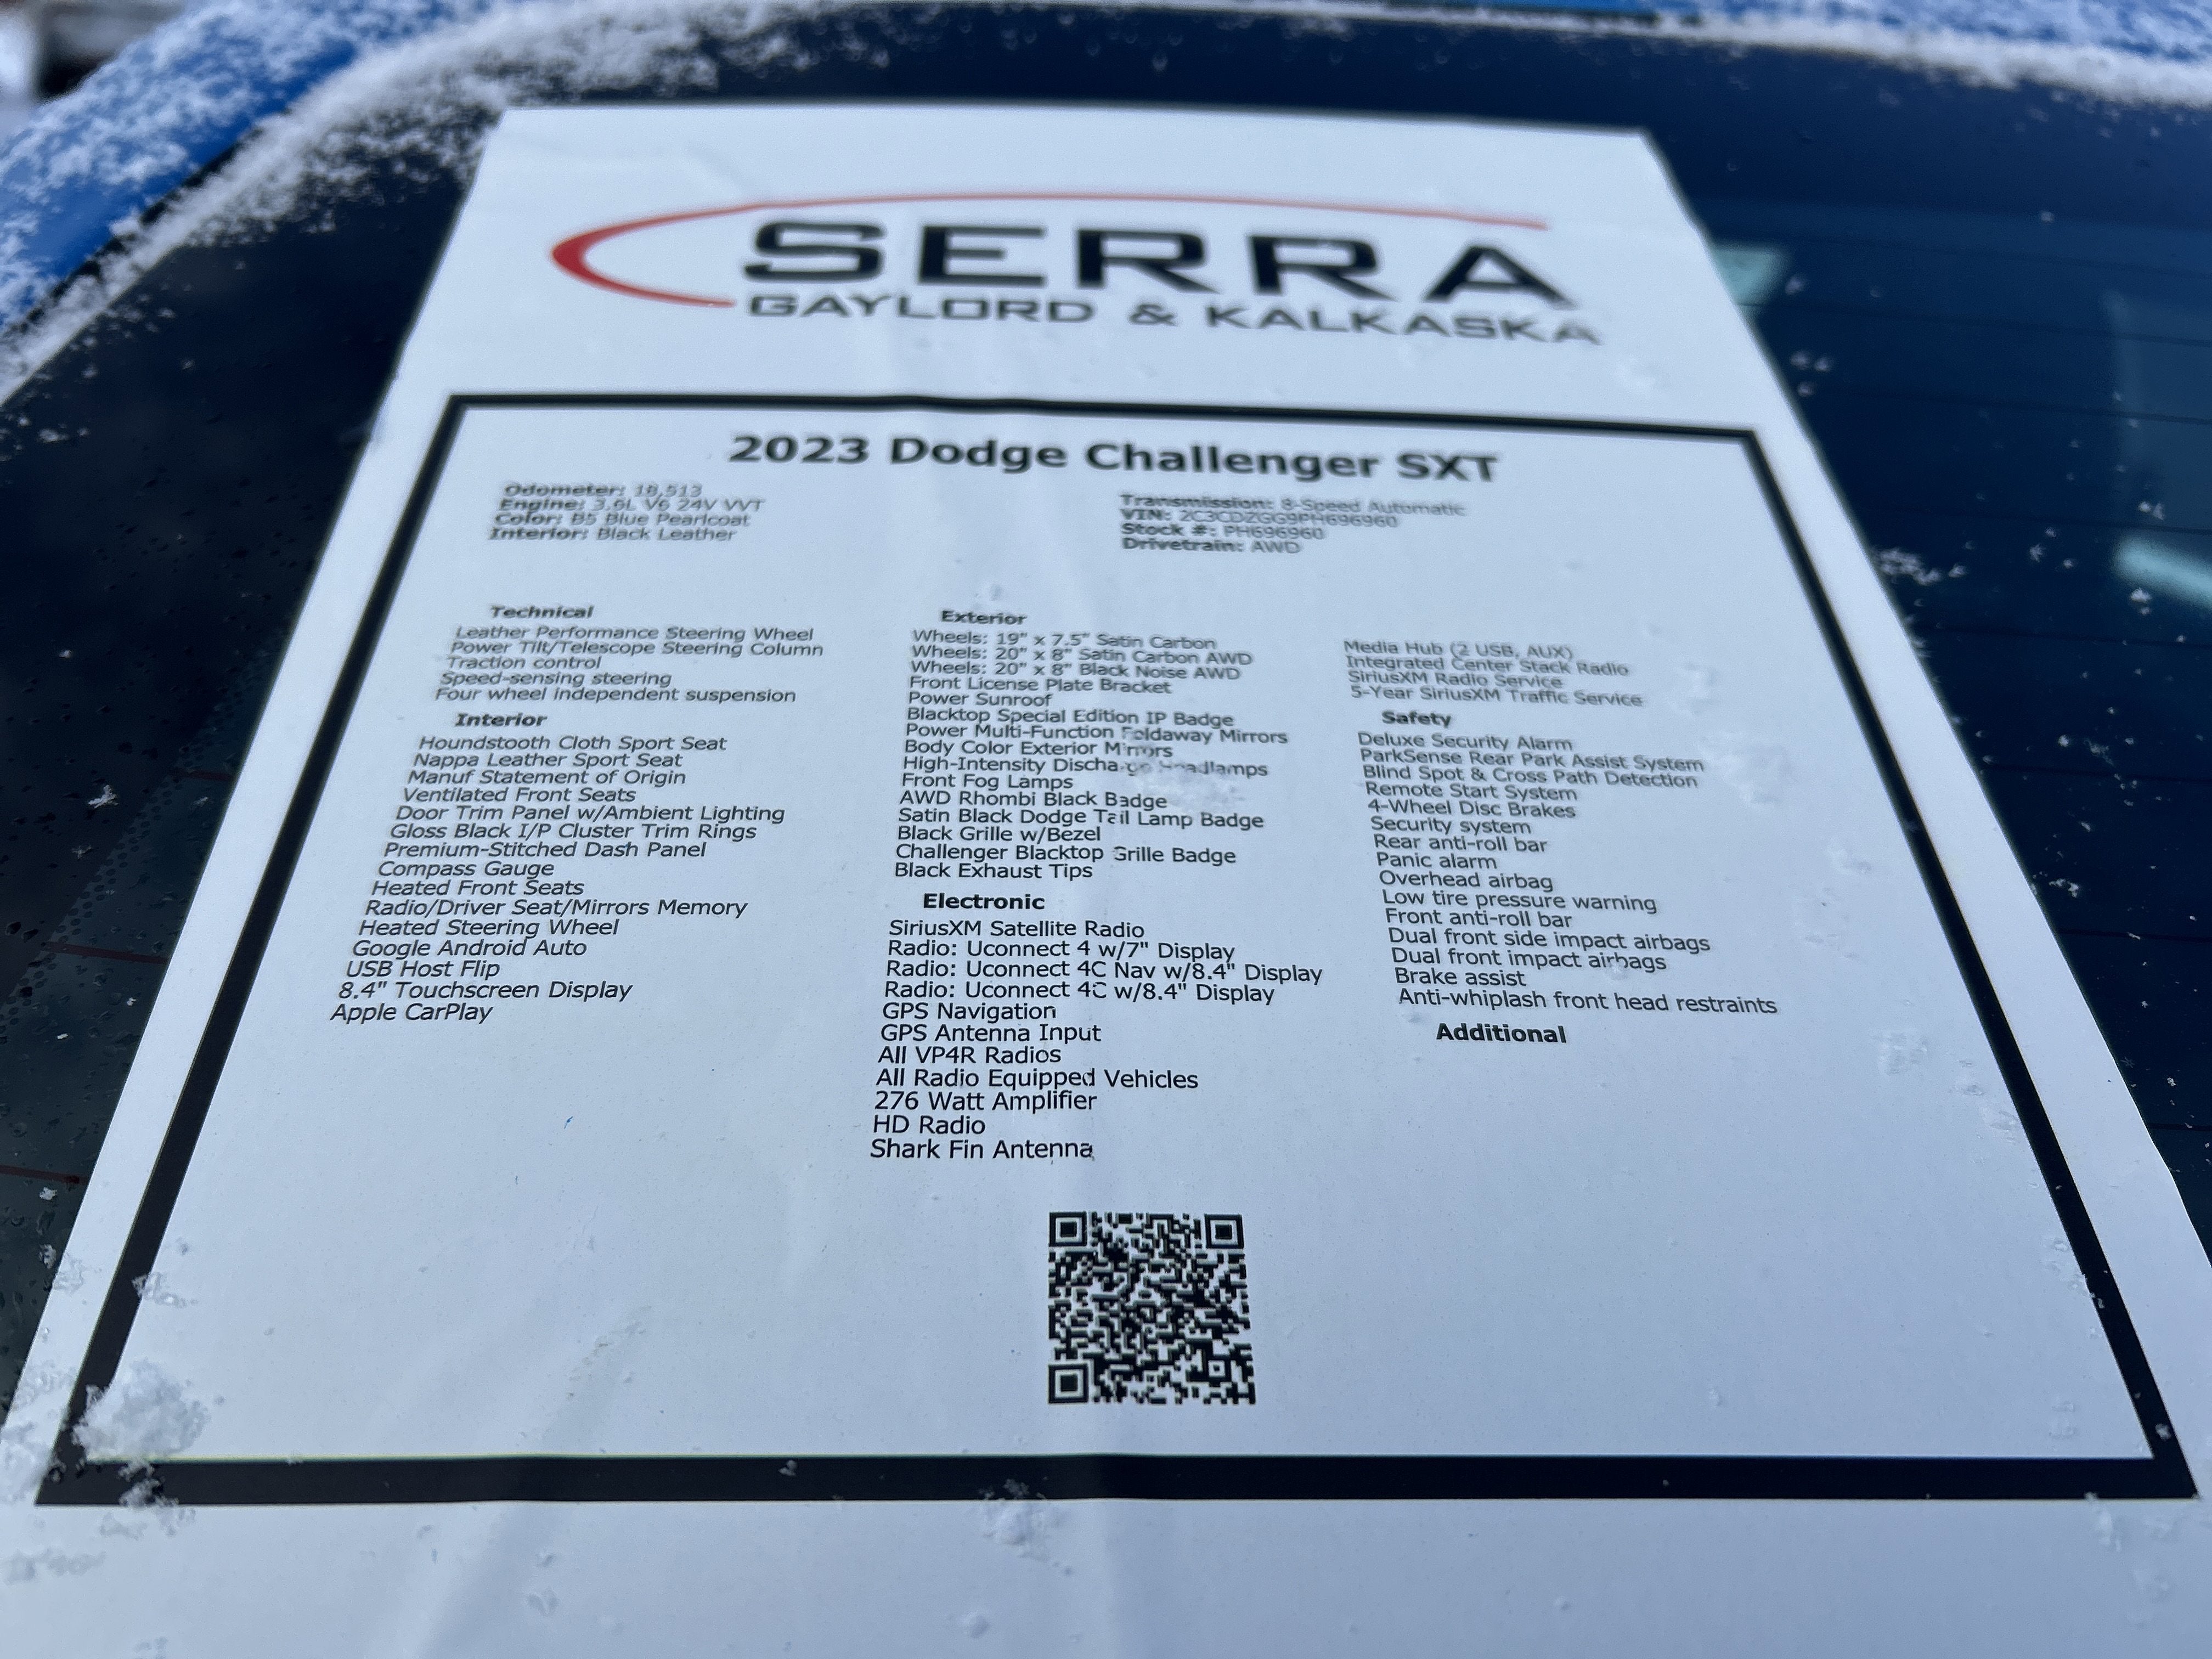 SERRA
GAYLORD & KALKASKA
2023 Dodge Challenger SXT
Odometer: 18,513
Engine: 3.6L V6 24V VVT
Color: B5 Blue Pearlcoat
Interior: Black Leather
Transmission: 8-Speed Automatic
VIN: 2C3CDZGG9PH696960
Stock #: PH696960
Drivetrain: AWD
Technical
Leather Performance Steering Wheel
Power Tilt/Telescope Steering Column
Traction control
Speed-sensing steering
Four wheel independent suspension
Interior
Houndstooth Cloth Sport Seat
Nappa Leather Sport Seat
Manuf Statement of Origin
Ventilated Front Seats
Door Trim Panel w/Ambient Lighting
Gloss Black I/P Cluster Trim Rings
Premium-Stitched Dash Panel
Compass Gauge
Heated Front Seats
Radio/Driver Seat/Mirrors Memory
Heated Steering Wheel
Google Android Auto
USB Host Flip
8.4" Touchscreen Display
Apple CarPlay
Exterior
Wheels: 19" x 7.5" Satin Carbon
Wheels: 20" x 8" Satin Carbon AWD
Wheels: 20" x 8" Black Noise AWD
Front License Plate Bracket
Power Sunroof
Blacktop Special Edition IP Badge
Power Multi-Function Foldaway Mirrors
Body Color Exterior Mirrors
High-Intensity Discharge Headlamps
Front Fog Lamps
AWD Rhombi Black Badge
Satin Black Dodge Tail Lamp Badge
Black Grille w/Bezel
Challenger Blacktop Grille Badge
Black Exhaust Tips
Electronic
SiriusXM Satellite Radio
Radio: Uconnect 4 w/7" Display
Radio: Uconnect 4C Nav w/8.4" Display
Radio: Uconnect 4C w/8.4" Display
GPS Navigation
GPS Antenna Input
All VP4R Radios
All Radio Equipped Vehicles
276 Watt Amplifier
HD Radio
Shark Fin Antenna
Media Hub (2 USB, AUX)
Integrated Center Stack Radio
SiriusXM Radio Service
5-Year SiriusXM Traffic Service
Safety
Deluxe Security Alarm
ParkSense Rear Park Assist System
Blind Spot & Cross Path Detection
Remote Start System
4-Wheel Disc Brakes
Security system
Rear anti-roll bar
Panic alarm
Overhead airbag
Low tire pressure warning
Front anti-roll bar
Dual front side impact airbags
Dual front impact airbags
Brake assist
Anti-whiplash front head restraints
Additional